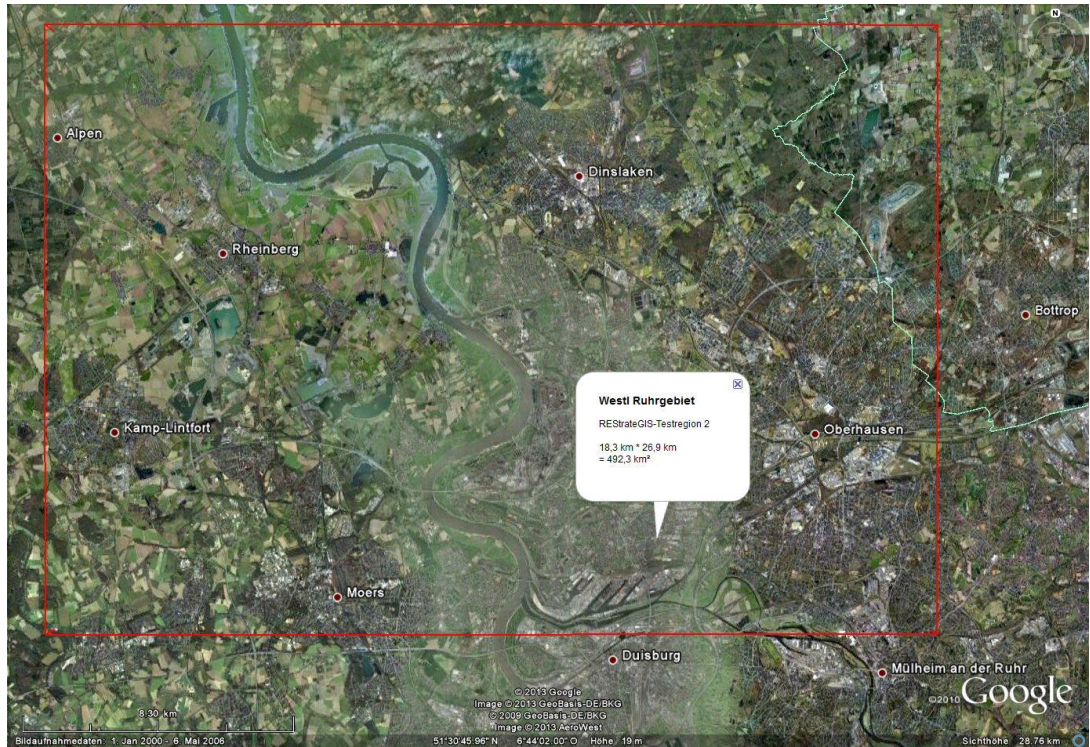 N
Alpen
Dinslaken
Rheinberg
Bottrop
Westl Ruhrgebiet
REStrateGIS-Testregion 2
18,3 km * 26,9 km
= 492,3 km²
Kamp-Lintfort
Oberhausen
Moers
Duisburg
Mülheim an der Ruhr
© 2013 Google
Image © 2013 GeoBasis-DE/BKG
© 2009 GeoBasis-DE/BKG
Image © 2013 AeroWest
©2010 Google
8.30 km
Bildaufnahmedaten: 1. Jan 2000 - 6. Mai 2006
51°30'45.96" N 6°44'02.00" O Höhe 19 m
Sichthöhe 28.76 km